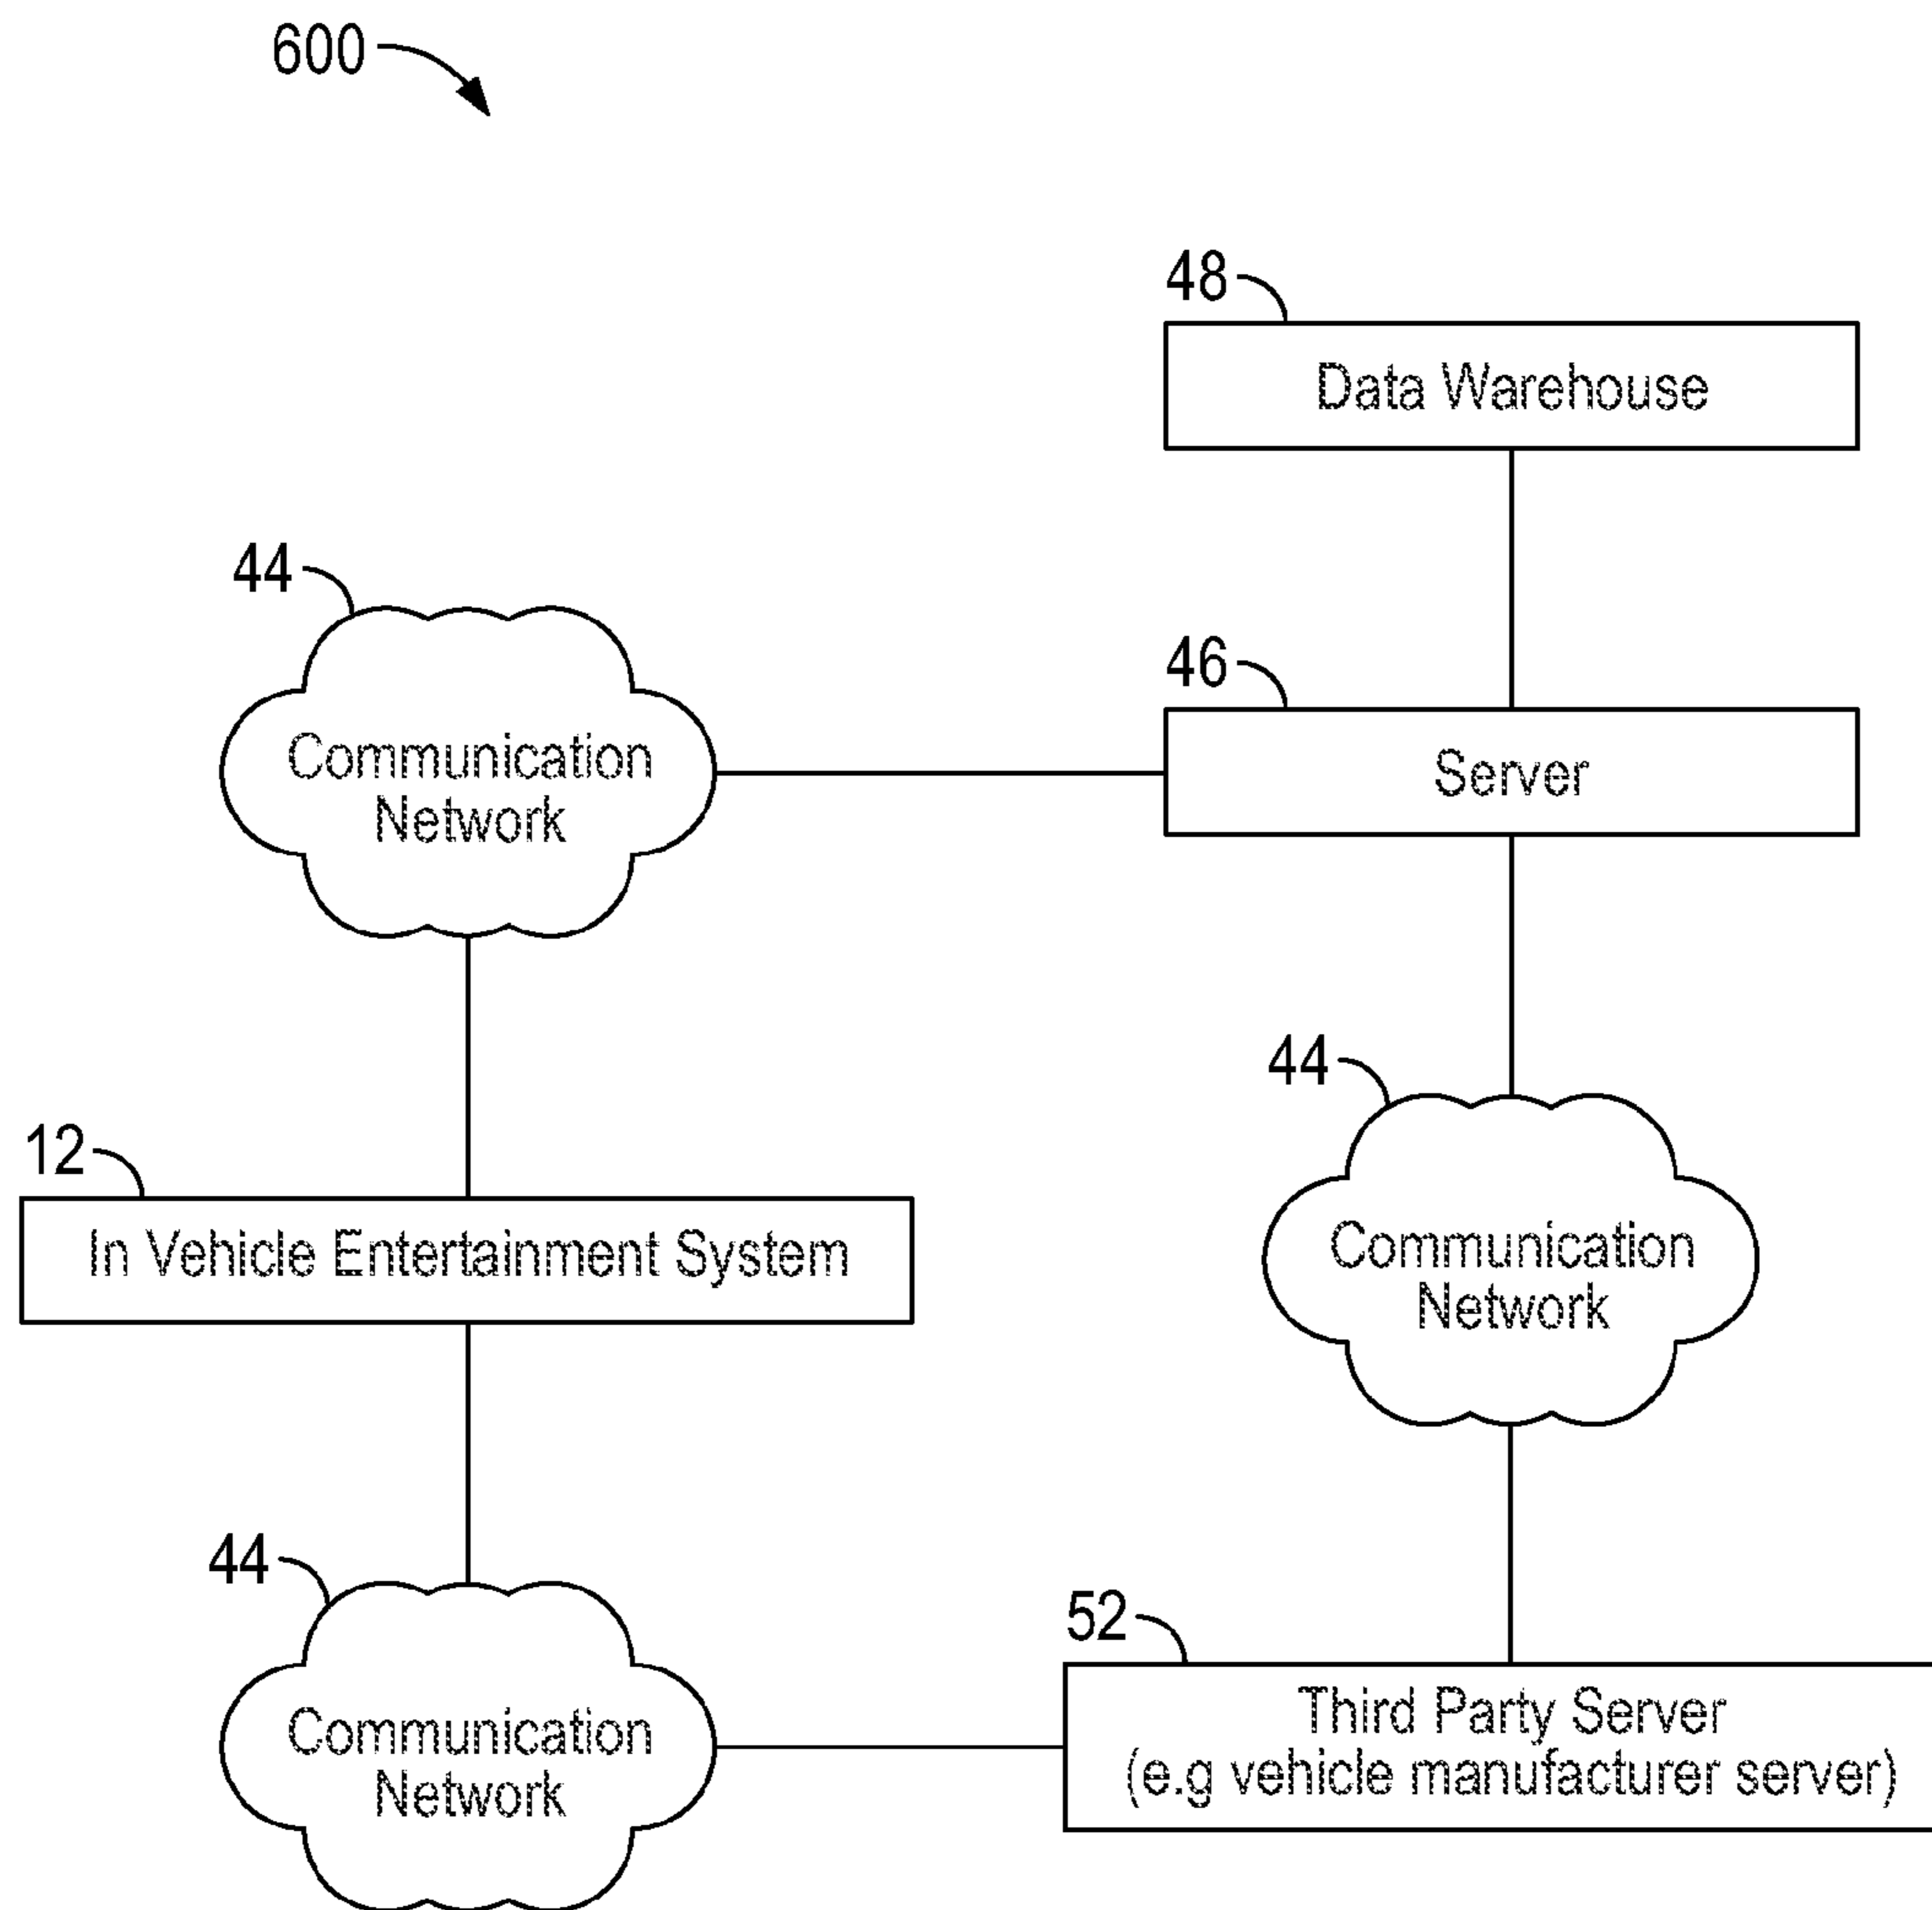 600
48
Data Warehouse
44
Communication
Network
46
Server
44
Communication
Network
12
In Vehicle Entertainment System
44
Communication
Network
52
Third Party Server
(e.g vehicle manufacturer server)